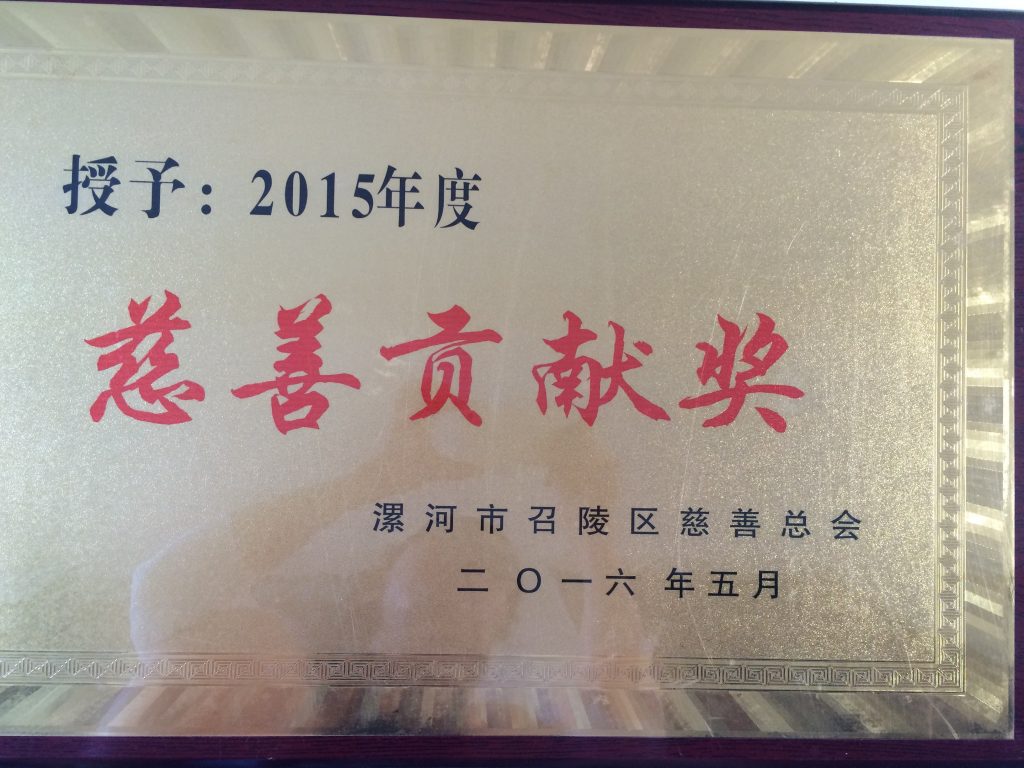 授予：2015年度
慈善贡献奖
漯河市召陵区慈善总会
二〇一六年五月